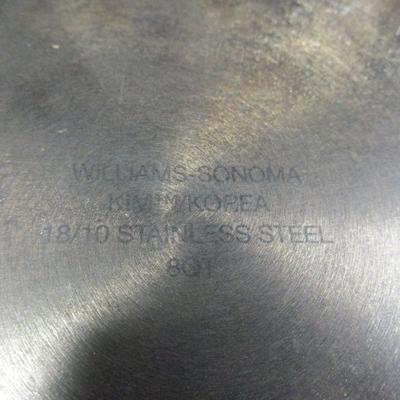 WILLIAMS-SONOMA
KOREA
18/10 STAINLESS STEEL
8QT